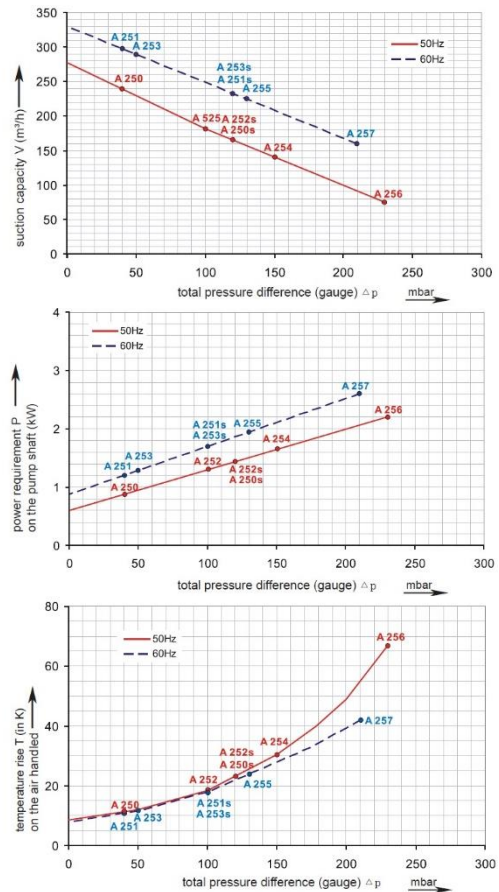 350
300
250
200
150
100
50
0
suction capacity V (m³/h)
A 251
A 253
A 250
A 253s
A 251s
A 255
A 525 A 252s
A 250s
A 254
A 257
A 256
50Hz
60Hz
0 50 100 150 200 250 300
total pressure difference (gauge) △p mbar
4
3
2
1
0
power requirement P
on the pump shaft (kW)
50Hz
60Hz
A 251
A 253
A 250
A 251s
A 253s
A 255
A 252
A 252s
A 250s
A 254
A 257
A 256
0 50 100 150 200 250 300
total pressure difference (gauge) △p mbar
80
60
40
20
0
temperature rise T (in K)
on the air handled
50Hz
60Hz
A 250
A 251
A 253
A 252
A 251s
A 253s
A 252s
A 250s
A 255
A 254
A 257
A 256
0 50 100 150 200 250 300
total pressure difference (gauge) △p mbar